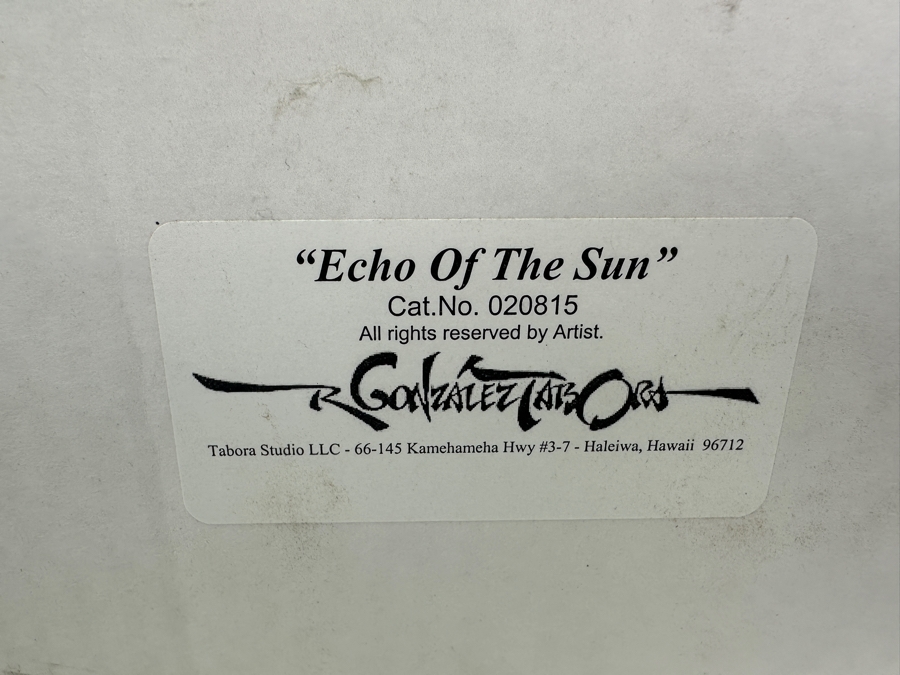 “Echo Of The Sun”
Cat.No. 020815
All rights reserved by Artist.
R GONZÁLEZ TABORA
Tabora Studio LLC - 66-145 Kamehameha Hwy #3-7 - Haleiwa, Hawaii 96712